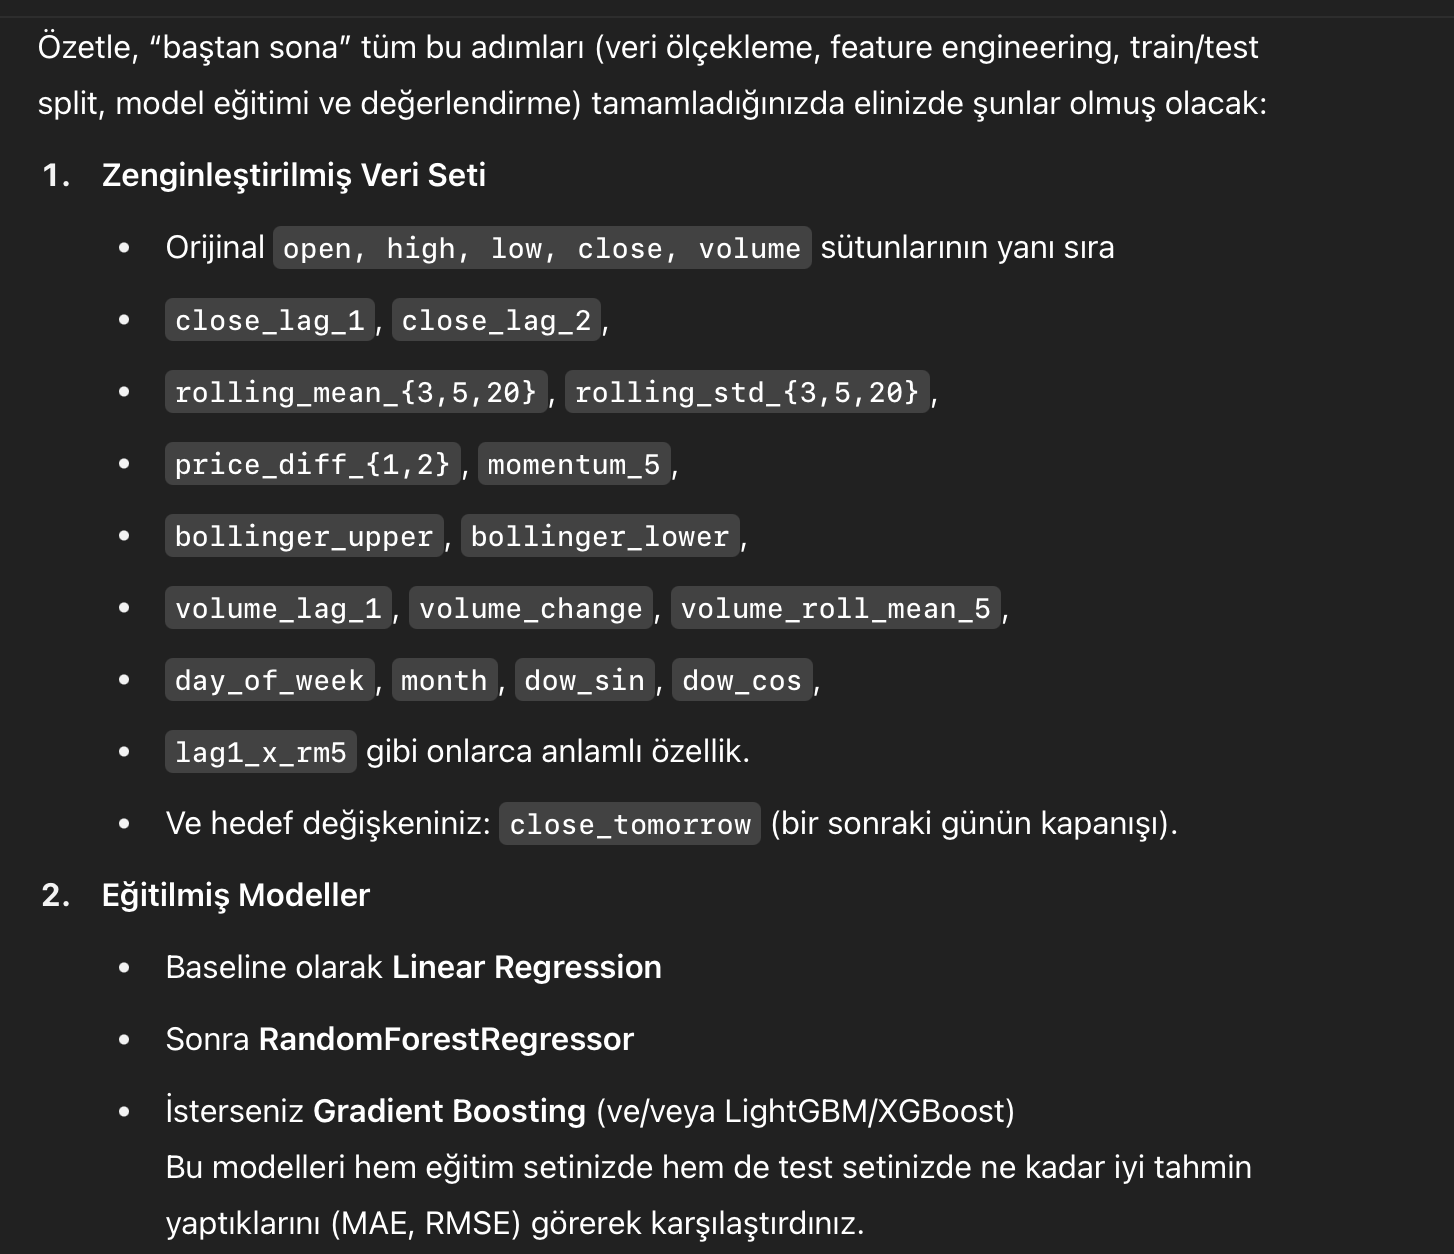 Özetle, “baştan sona” tüm bu adımları (veri ölçekleme, feature engineering, train/test
split, model eğitimi ve değerlendirme) tamamladığınızda elinizde şunlar olmuş olacak:
1. Zenginleştirilmiş Veri Seti
• Orijinal open, high, low, close, volume sütunlarının yanı sıra
• close_lag_1, close_lag_2,
• rolling_mean_{3,5,20}, rolling_std_{3,5,20},
• price_diff_{1,2}, momentum_5,
• bollinger_upper, bollinger_lower,
• volume_lag_1, volume_change, volume_roll_mean_5,
• day_of_week, month, dow_sin, dow_cos,
• lag1_x_rm5 gibi onlarca anlamlı özellik.
• Ve hedef değişkeniniz: close_tomorrow (bir sonraki günün kapanışı).
2. Eğitilmiş Modeller
• Baseline olarak Linear Regression
• Sonra RandomForestRegressor
• İsterseniz Gradient Boosting (ve/veya LightGBM/XGBoost)
Bu modelleri hem eğitim setinizde hem de test setinizde ne kadar iyi tahmin
yaptıklarını (MAE, RMSE) görerek karşılaştırdınız.